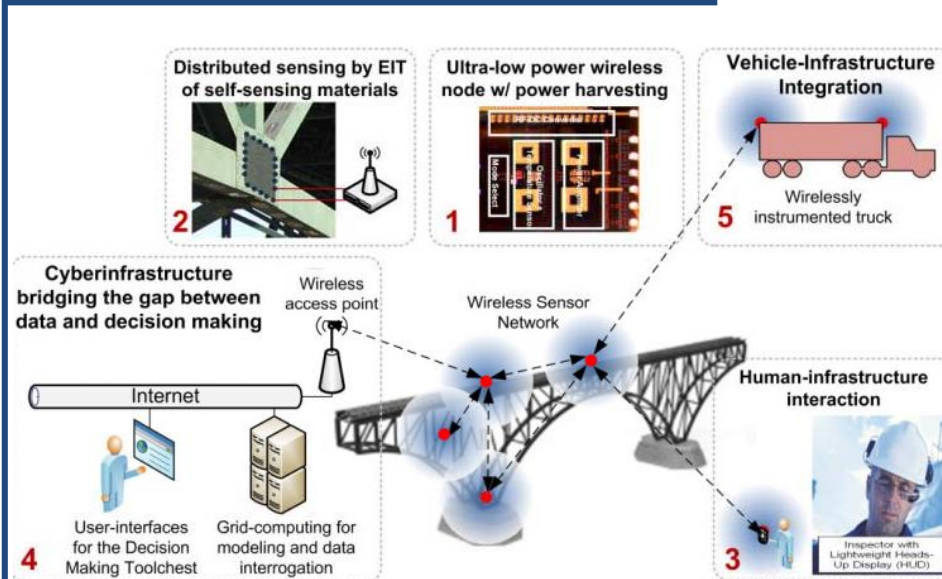 Distributed sensing by EIT
of self-sensing materials
2
Ultra-low power wireless
node w/ power harvesting
RF-DC Converter
Mode Select
1
Vehicle-Infrastructure
Integration
5
Wirelessly
instrumented truck
Cyberinfrastructure
bridging the gap between
data and decision making
Wireless
access point
Internet
User-interfaces
for the Decision
Making Toolchest
Grid-computing for
modeling and data
interrogation
4
Wireless Sensor
Network
Human-infrastructure
interaction
3
Inspector with
Lightweight Heads-
Up Display (HUD)